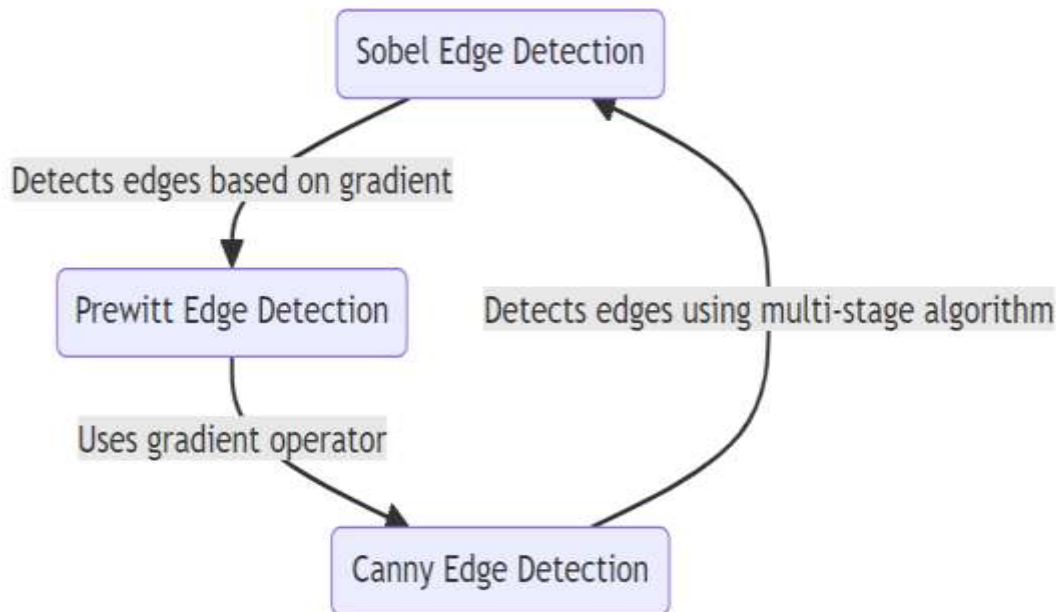 Sobel Edge Detection
Detects edges based on gradient
Prewitt Edge Detection
Detects edges using multi-stage algorithm
Uses gradient operator
Canny Edge Detection